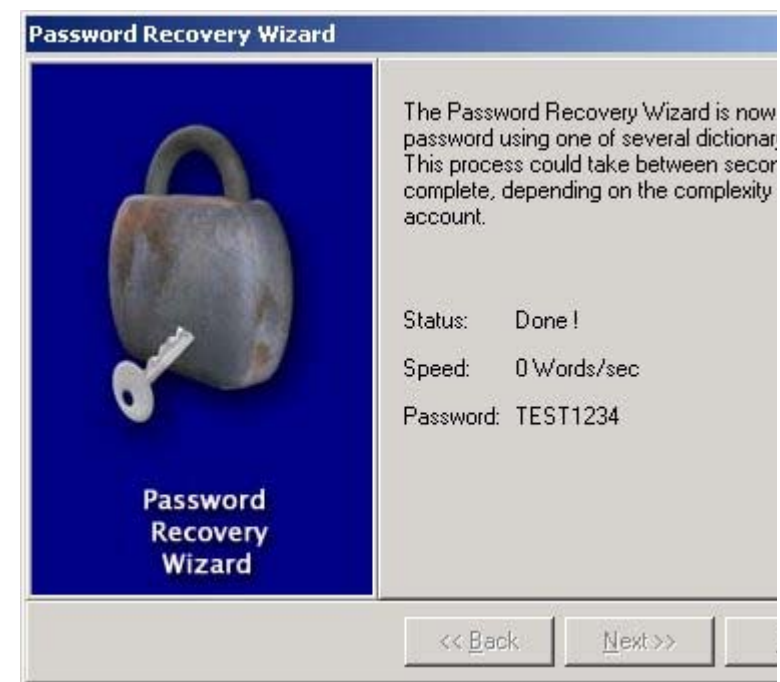 Password Recovery Wizard
The Password Recovery Wizard is now
password using one of several
This process could take between
complete, depending on the complexity
account.
Status: Done !
Speed: 0 Words/sec
Password: TEST1234
Password
Recovery
Wizard
<< Back
Next >>